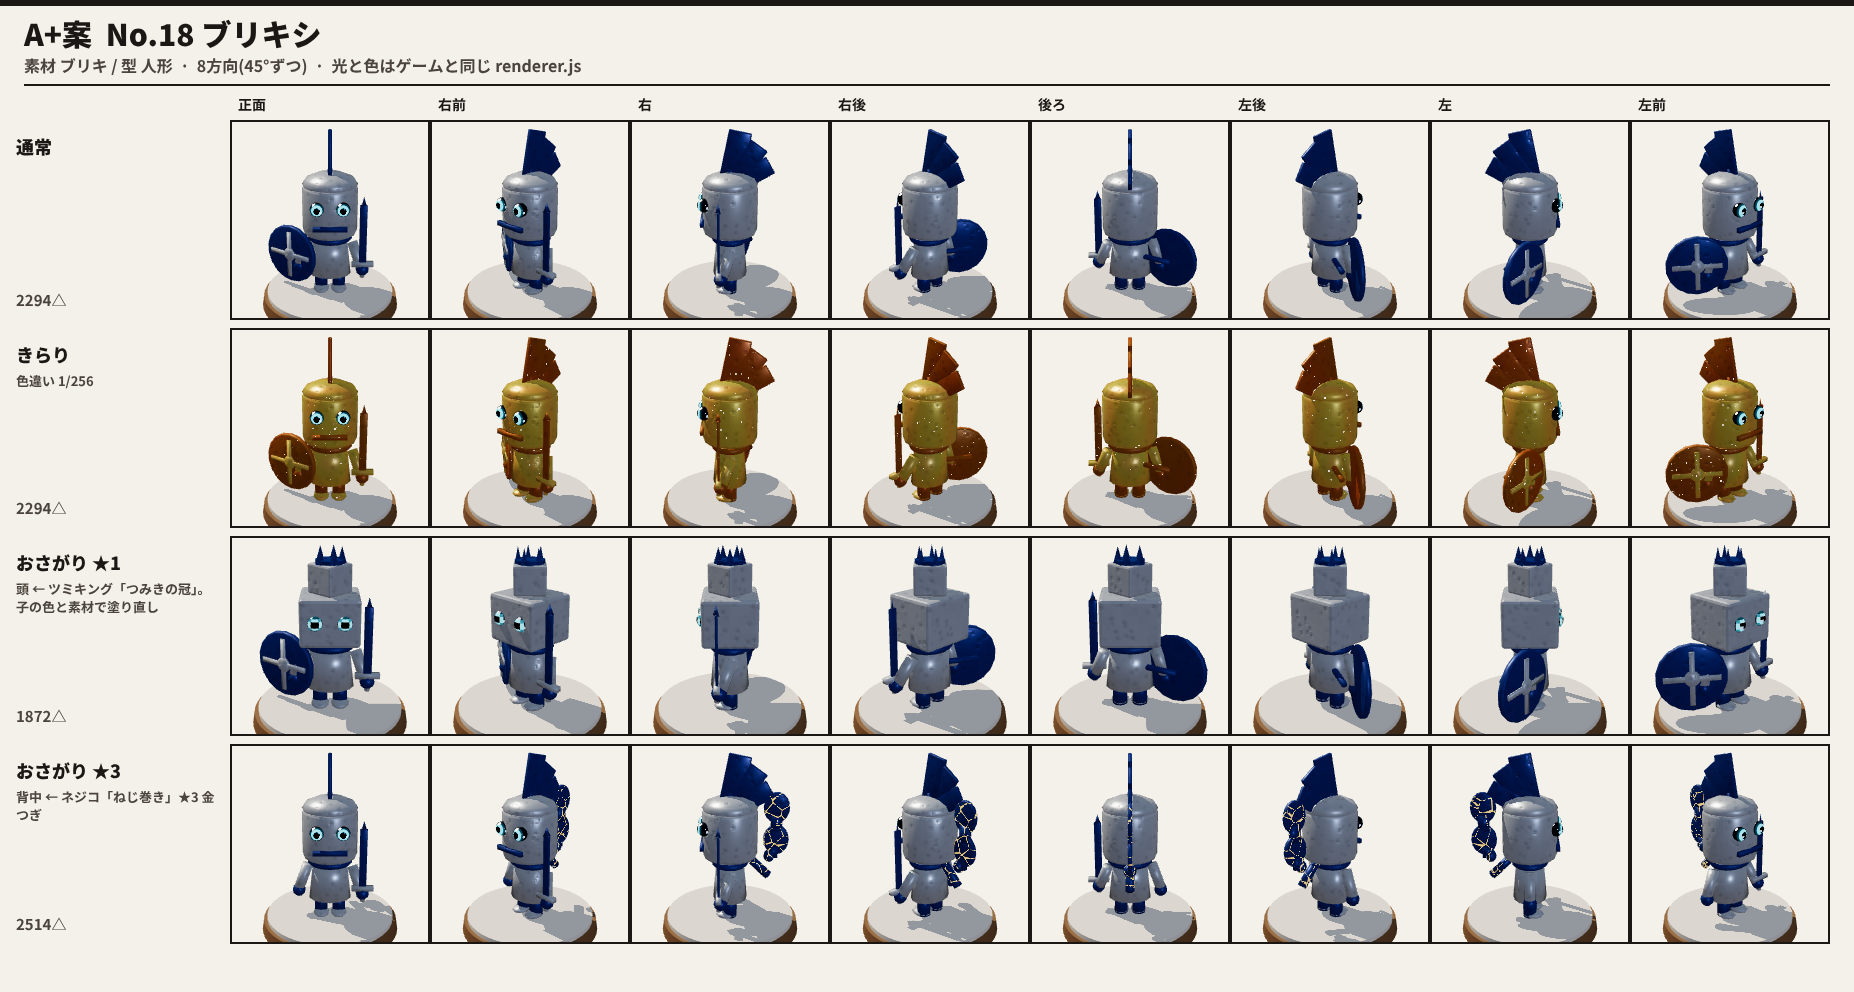 A+案 No.18 ブリキシ
素材 ブリキ / 型 人形 ・ 8方向(45°ずつ) ・ 光と色はゲームと同じ renderer.js
正面 右前 右 右後 後ろ 左後 左 左前
通常
2294△
きらり
色違い 1/256
2294△
おさがり ★1
頭 ← ツミキング「つみきの冠」。
子の色と素材で塗り直し
1872△
おさがり ★3
背中 ← ネジコ「ねじ巻き」★3 金
つぎ
2514△